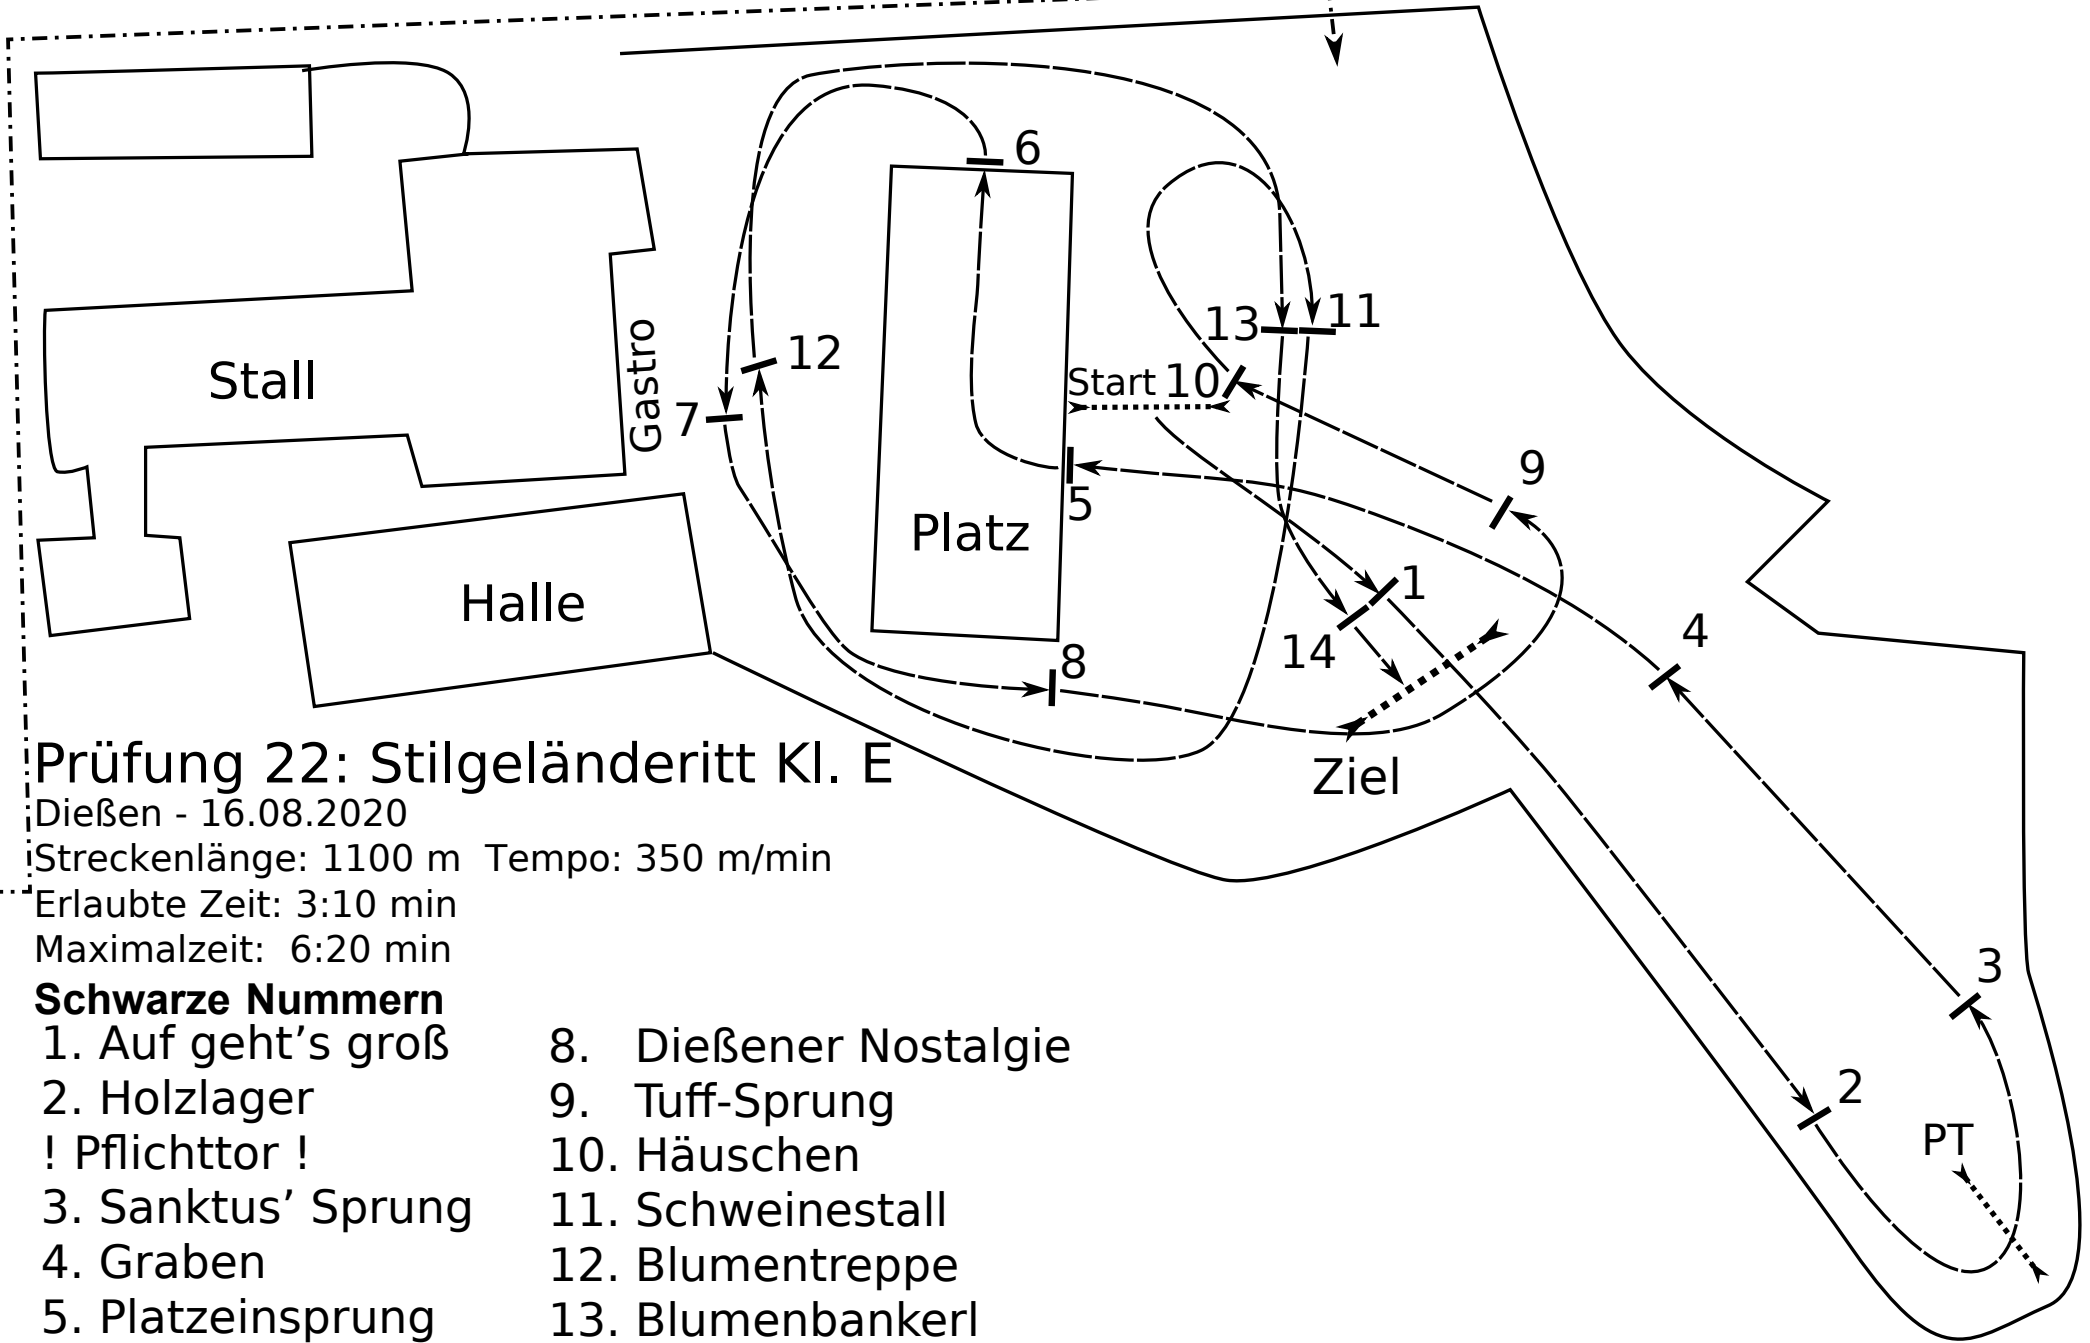 6
11
13
12
Stall
Gastro
Start
10
7
9
5
Platz
1
Halle
4
14
8
Prüfung 22: Stilgeländeritt Kl. E
Ziel
Dießen - 16.08.2020
Streckenlänge: 1100 m Tempo: 350 m/min
Erlaubte Zeit: 3:10 min
Maximalzeit: 6:20 min
3
Schwarze Nummern
2
PT
1. Auf geht’s groß
2. Holzlager
! Pflichttor !
3. Sanktus’ Sprung
4. Graben
5. Platzeinsprung
8. Dießener Nostalgie
9. Tuff-Sprung
10. Häuschen
11. Schweinestall
12. Blumentreppe
13. Blumenbankerl